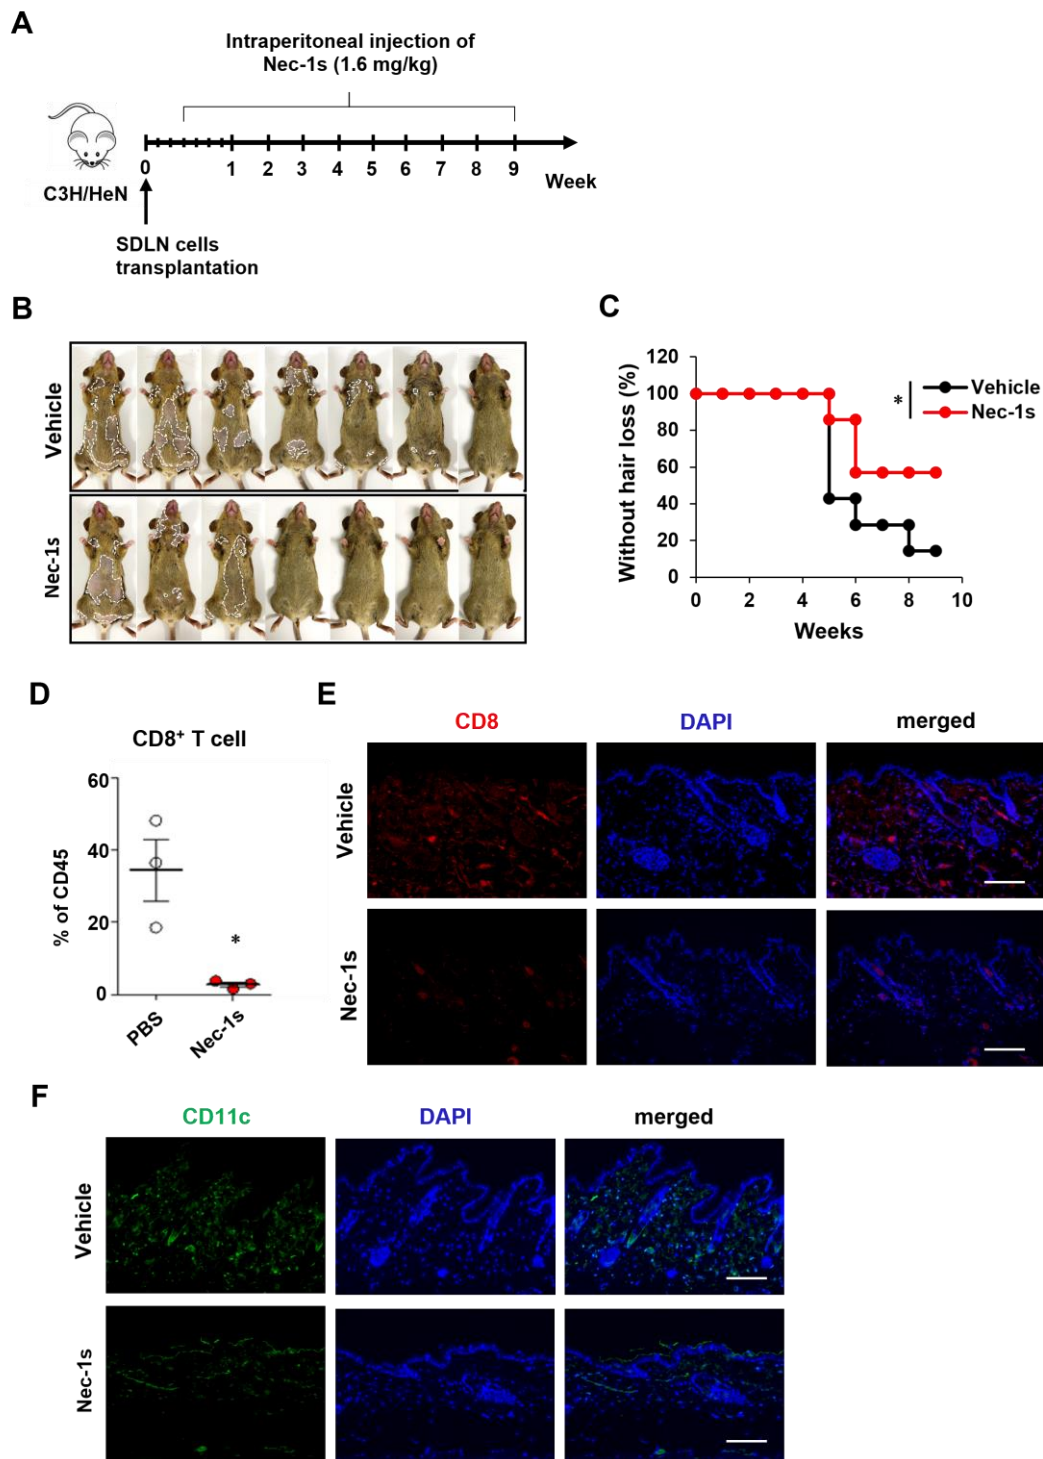 A
Intraperitoneal injection of
Nec-1s (1.6 mg/kg)
C3H/HeN
0 1 2 3 4 5 6 7 8 9
Week
SDLN cells
transplantation
B
Vehicle
Nec-1s
C
Without hair loss (%)
120
100
80
60
40
20
0
0 2 4 6 8 10
Weeks
*
Vehicle
Nec-1s
D
CD8⁺ T cell
% of CD45
60
40
20
0
*
PBS
Nec-1s
E
CD8
DAPI
merged
Vehicle
Nec-1s
F
CD11c
DAPI
merged
Vehicle
Nec-1s